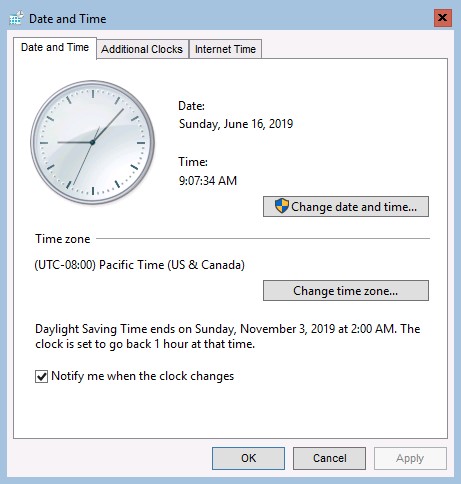 Date and Time
Date and Time
Additional Clocks
Internet Time
Date:
Sunday, June 16, 2019
Time:
9:07:34 AM
Change date and time...
Time zone
(UTC-08:00) Pacific Time (US & Canada)
Change time zone...
Daylight Saving Time ends on Sunday, November 3, 2019 at 2:00 AM. The
clock is set to go back 1 hour at that time.
Notify me when the clock changes
OK
Cancel
Apply